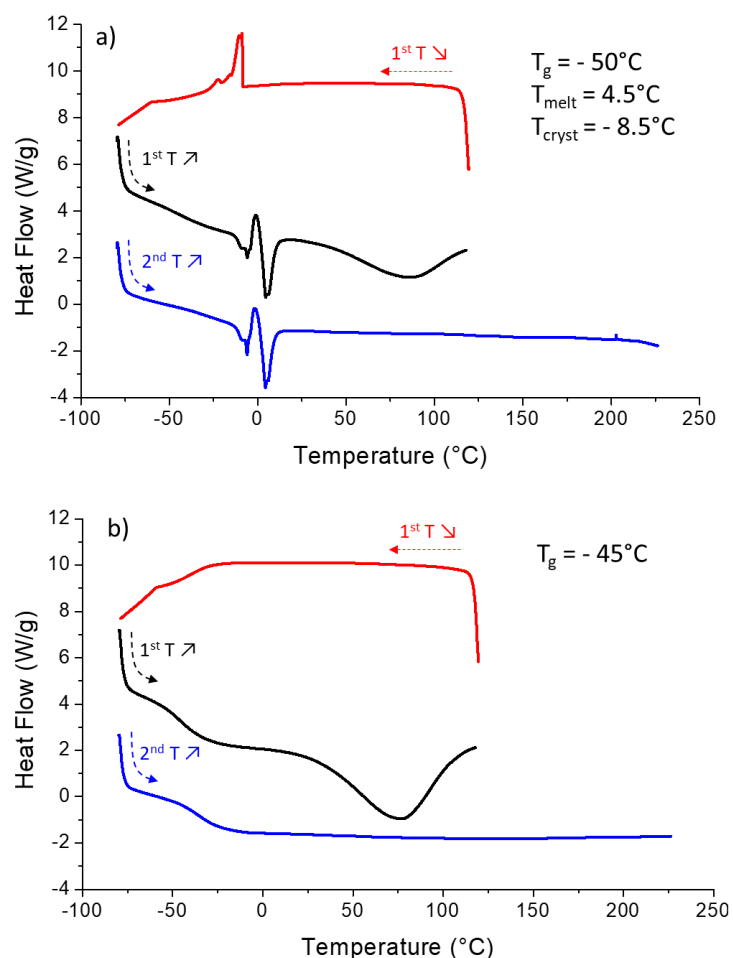 a)
1st T ↘
Tg = - 50°C
Tmelt = 4.5°C
Tcryst = - 8.5°C
12
10
8
6
4
2
0
-2
-4
1st T ↗
2nd T ↗
Heat Flow (W/g)
-100 -50 0 50 100 150 200 250
Temperature (°C)
b)
1st T ↘
Tg = - 45°C
12
10
8
6
4
2
0
-2
-4
1st T ↗
2nd T ↗
Heat Flow (W/g)
-100 -50 0 50 100 150 200 250
Temperature (°C)